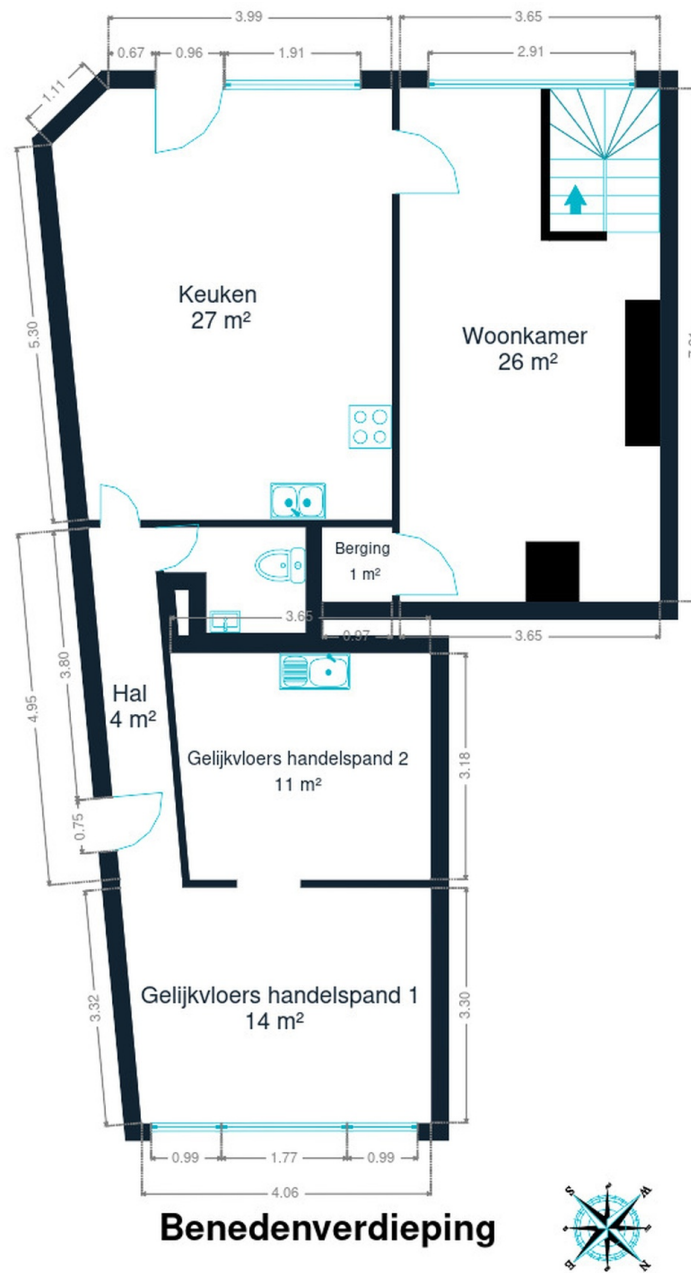 3.99
3.65
0.67
0.96
1.91
2.91
1.11
5.30
Keuken
27 m²
Woonkamer
26 m²
Berging
1 m²
3.65
0.97
3.65
3.80
4.95
Hal
4 m²
Gelijkvloers handelspand 2
11 m²
3.18
0.75
3.32
Gelijkvloers handelspand 1
14 m²
3.30
0.99
1.77
0.99
4.06
Benedenverdieping
S
W
B
N